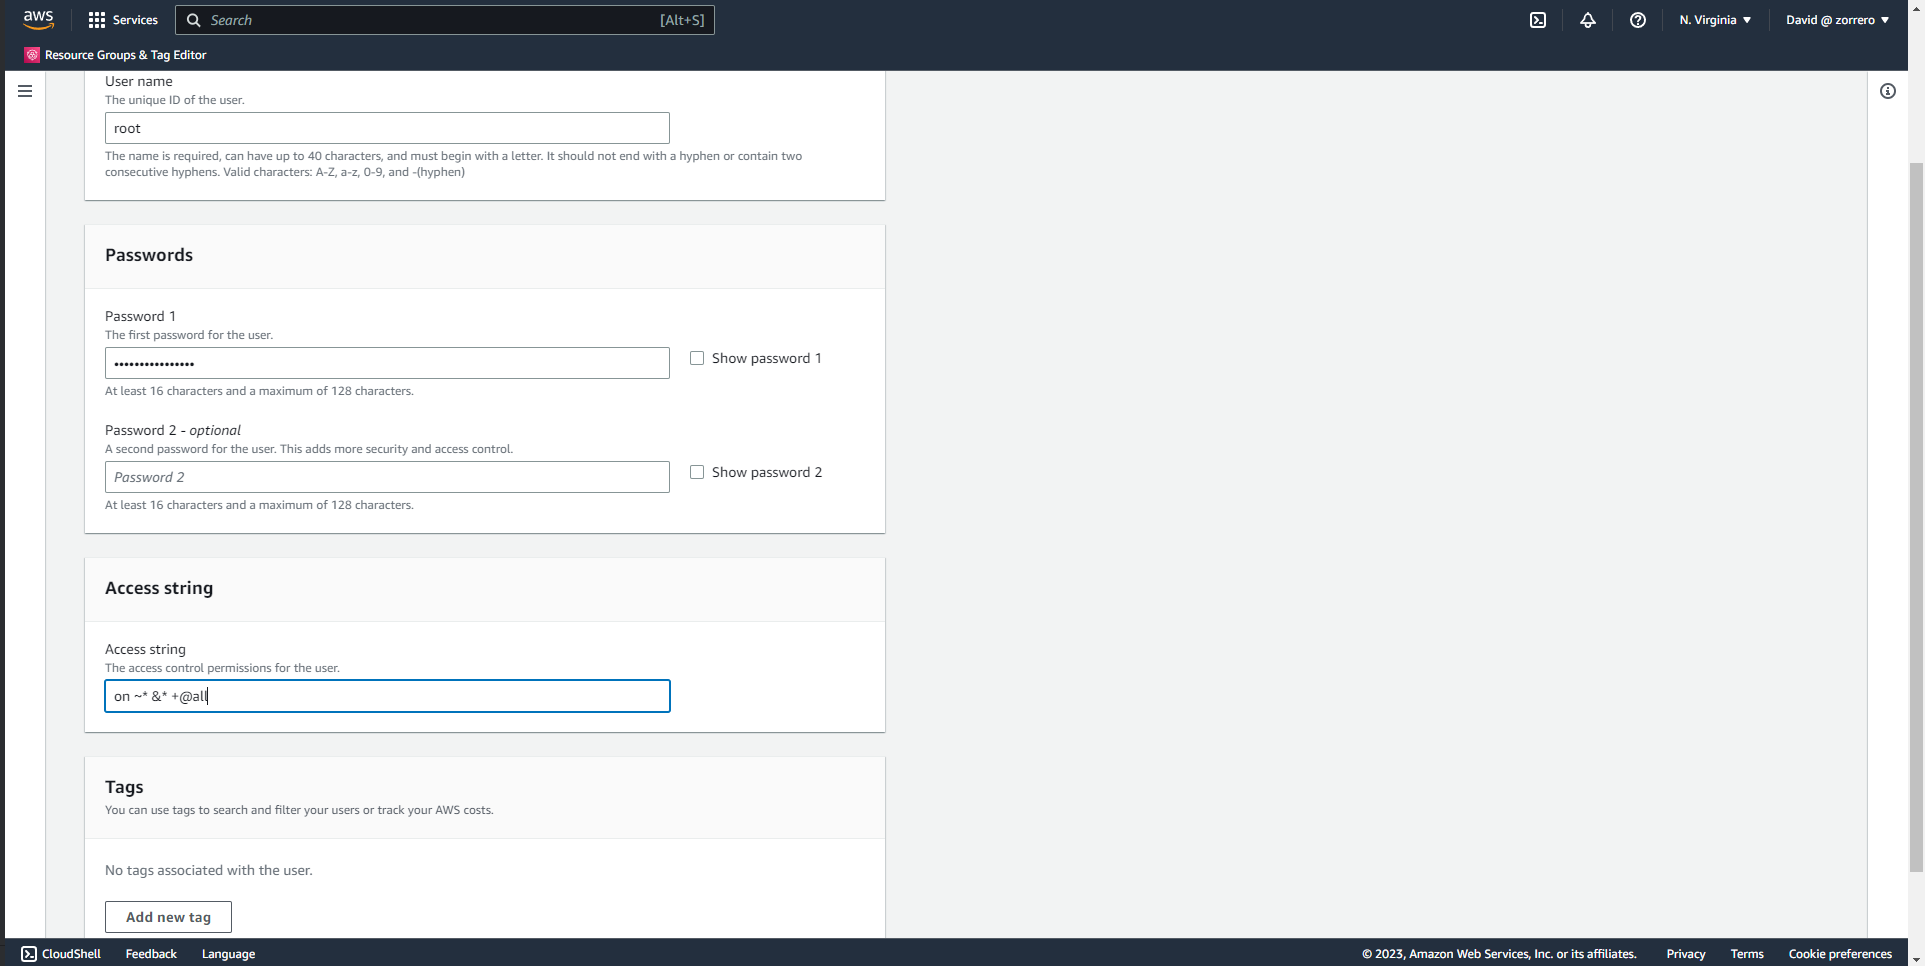 aws
Services
Search
[Alt+S]
N. Virginia
David @ zorrero
Resource Groups & Tag Editor
User name
The unique ID of the user.
root
The name is required, can have up to 40 characters, and must begin with a letter. It should not end with a hyphen or contain two
consecutive hyphens. Valid characters: A-Z, a-z, 0-9, and -(hyphen)
Passwords
Password 1
The first password for the user.
••••••••••••••••
Show password 1
At least 16 characters and a maximum of 128 characters.
Password 2 - optional
A second password for the user. This adds more security and access control.
Password 2
Show password 2
At least 16 characters and a maximum of 128 characters.
Access string
Access string
The access control permissions for the user.
on ~* &* +@all
Tags
You can use tags to search and filter your users or track your AWS costs.
No tags associated with the user.
Add new tag
CloudShell
Feedback
Language
© 2023, Amazon Web Services, Inc. or its affiliates.
Privacy
Terms
Cookie preferences